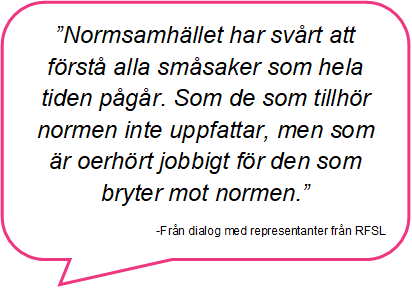 ”Normsamhället har svårt att
förstå alla småsaker som hela
tiden pågår. Som de som tillhör
normen inte uppfattar, men som
är oerhört jobbigt för den som
bryter mot normen.”
-Från dialog med representanter från RFSL